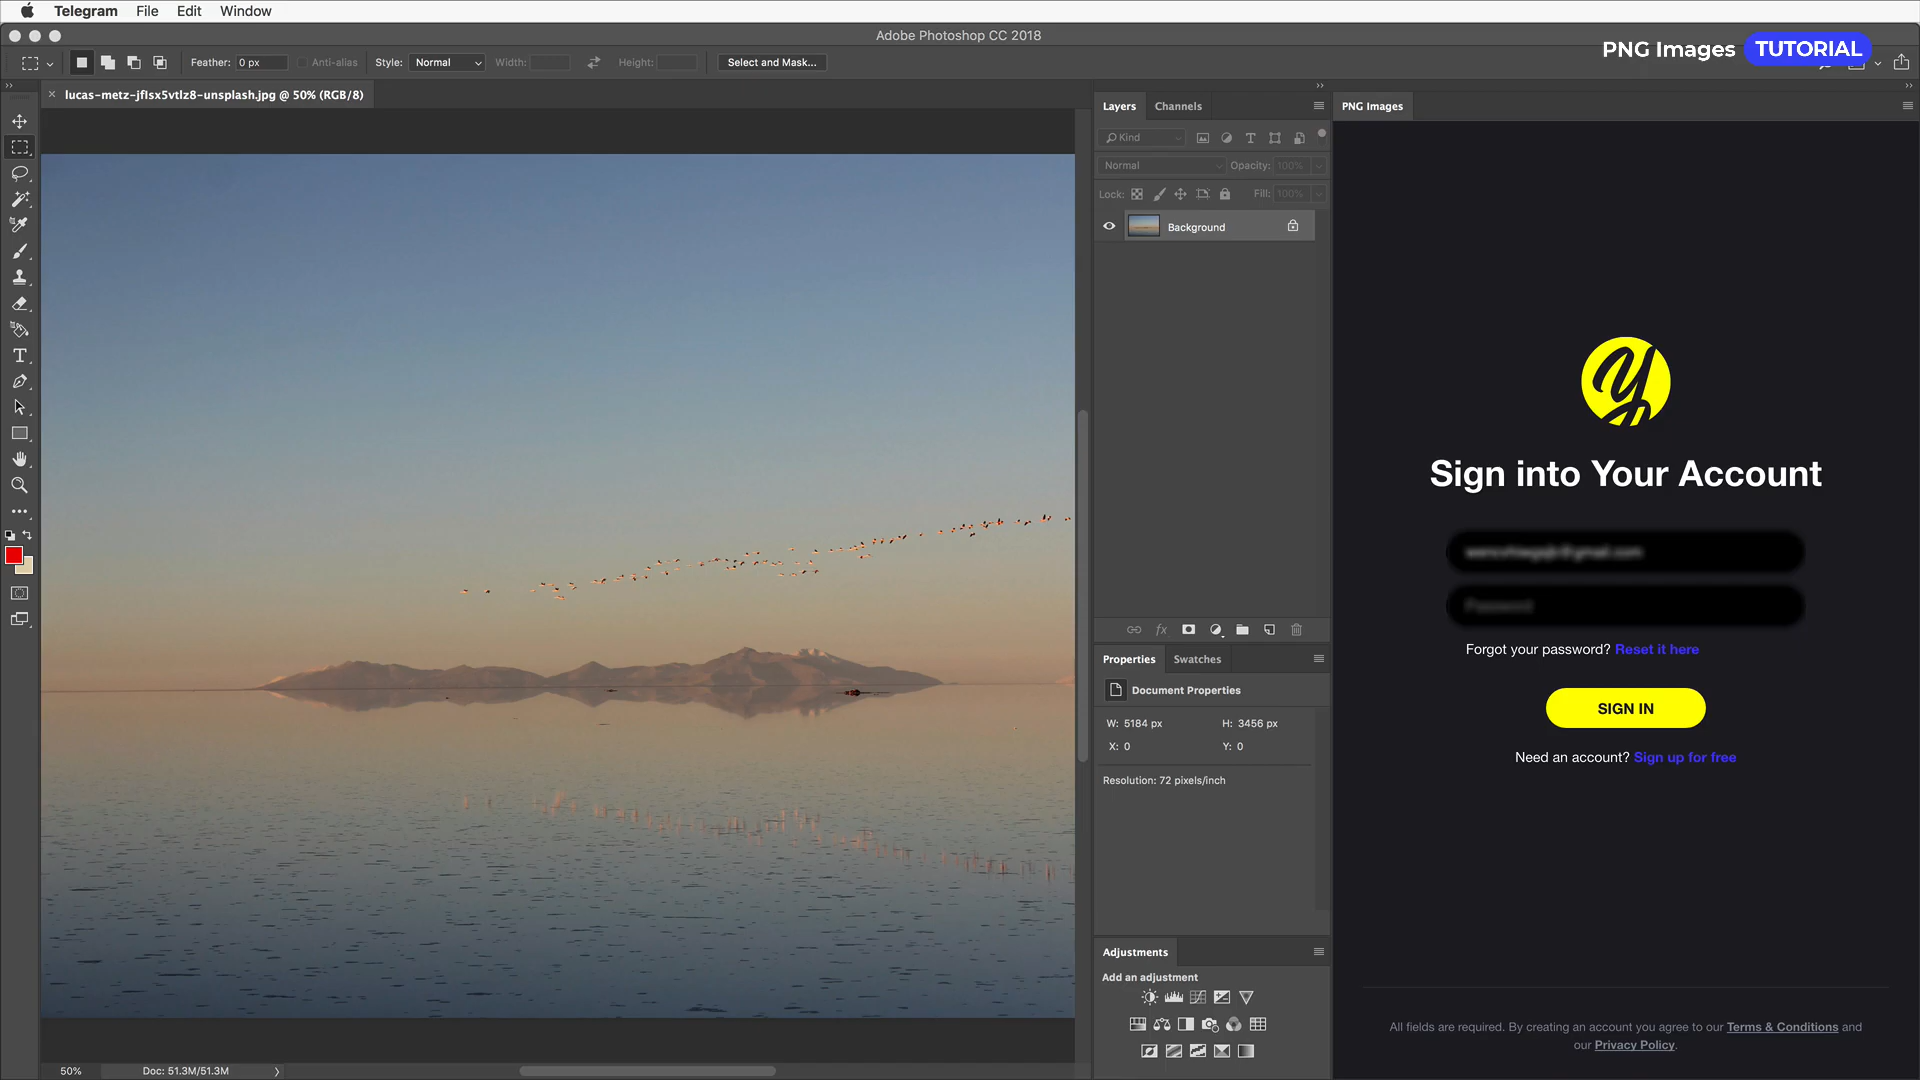 Telegram File Edit Window
Adobe Photoshop CC 2018
PNG Images TUTORIAL
Feather: 0 px Anti-alias Style: Normal Width: Height: Select and Mask...
lucas-metz-jfIsx5vtlz8-unsplash.jpg @ 50% (RGB/8)
Layers Channels
Kind
Normal Opacity: 100%
Lock: Fill: 100%
Background
Properties Swatches
Document Properties
W: 5184 px H: 3456 px
X: 0 Y: 0
Resolution: 72 pixels/inch
Adjustments
Add an adjustment
50% Doc: 51.3M/51.3M
PNG Images
Sign into Your Account
Password
Forgot your password? Reset it here
SIGN IN
Need an account? Sign up for free
All fields are required. By creating an account you agree to our Terms & Conditions and
our Privacy Policy.